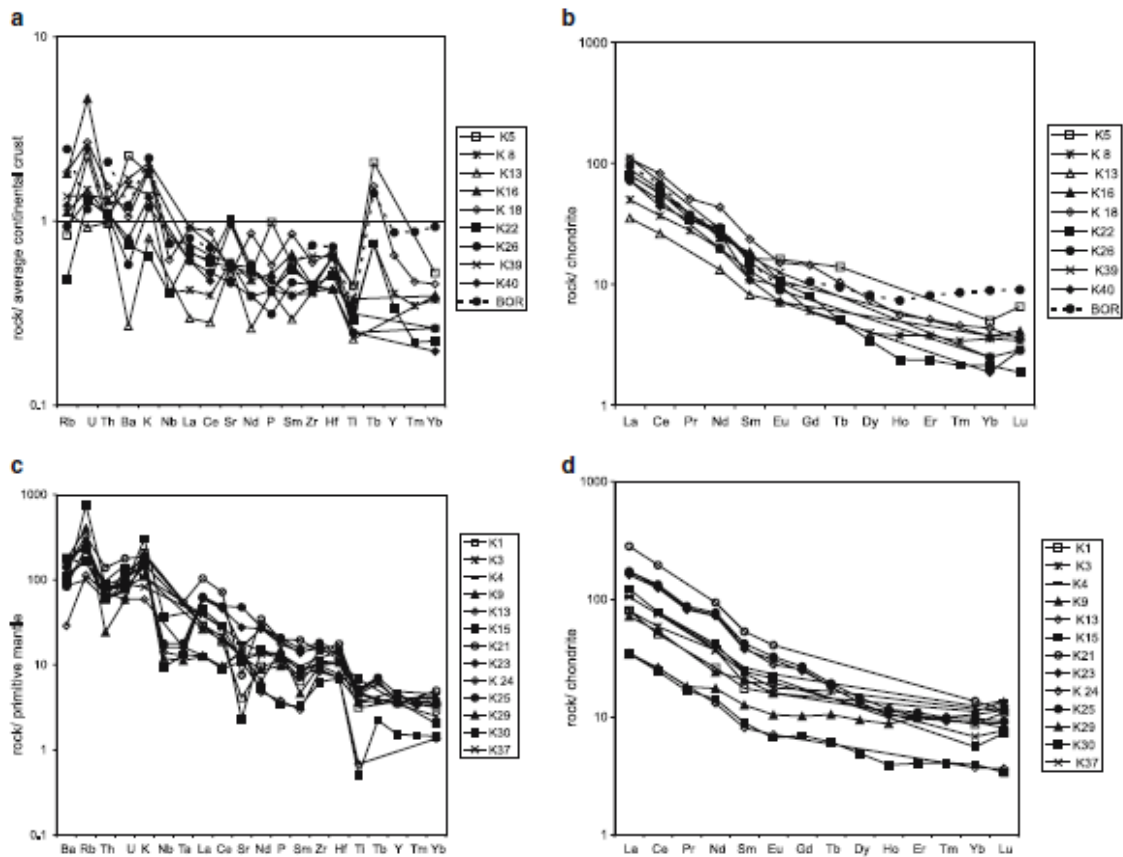 a
10
1
0.1
rock/ average continental crust
Rb U Th Ba K Nb La Ce Sr Nd P Sm Zr Hf Ti Tb Y Tm Yb
K5
K 8
K13
K16
K 18
K22
K26
K39
K40
BOR
b
1000
100
10
1
rock/ chondrite
La Ce Pr Nd Sm Eu Gd Tb Dy Ho Er Tm Yb Lu
K5
K 8
K13
K16
K 18
K22
K26
K39
K40
BOR
c
1000
100
10
1
0.1
rock/ primitive mantle
Ba Rb Th U K Nb Ta La Ce Sr Nd P Sm Zr Hf Ti Tb Y Tm Yb
K1
K3
K4
K9
K13
K15
K21
K23
K 24
K25
K29
K30
K37
d
1000
100
10
1
rock/ chondrite
La Ce Pr Nd Sm Eu Gd Tb Dy Ho Er Tm Yb Lu
K1
K3
K4
K9
K13
K15
K21
K23
K 24
K25
K29
K30
K37